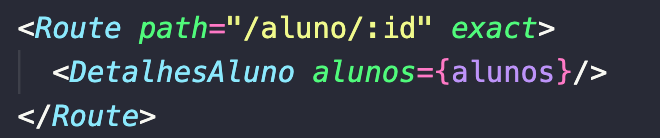 <Route path="/aluno/:id" exact>
<DetalhesAluno alunos={alunos}/>
</Route>